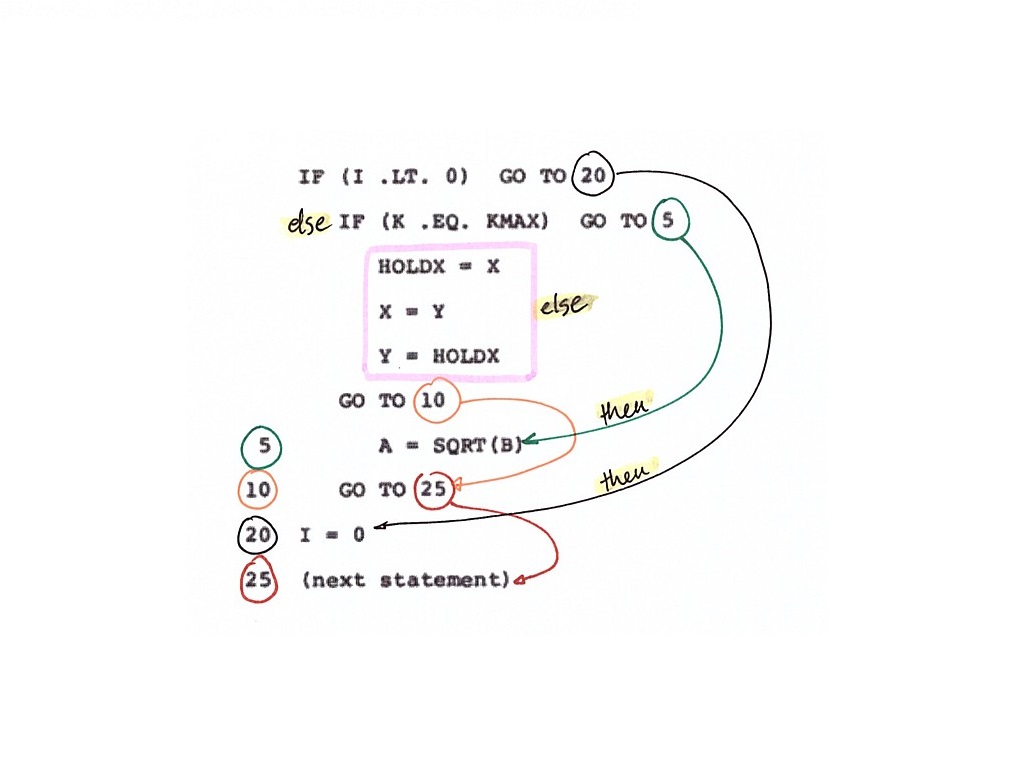 IF (I .LT. 0) GO TO 20
else IF (K .EQ. KMAX) GO TO 5
HOLDX = X
X = Y else
Y = HOLDX
GO TO 10
then
5 A = SQRT(B)
10 GO TO 25
then
20 I = 0
25 (next statement)